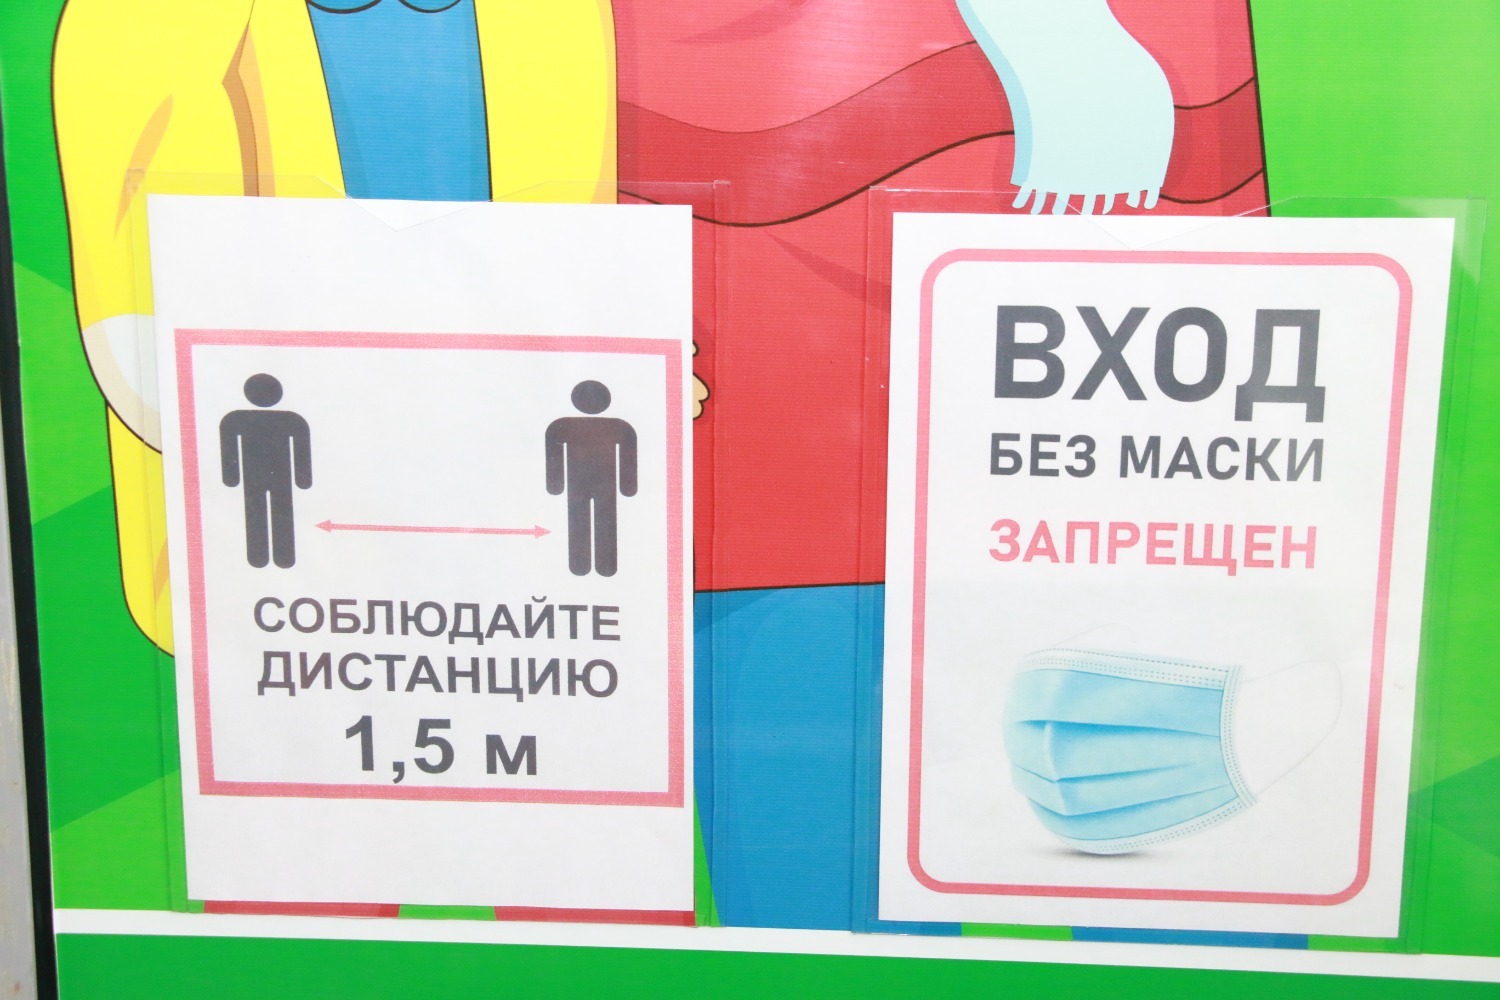 СОБЛЮДАЙТЕ
ДИСТАНЦИЮ
1,5 м
ВХОД
БЕЗ МАСКИ
ЗАПРЕЩЕН